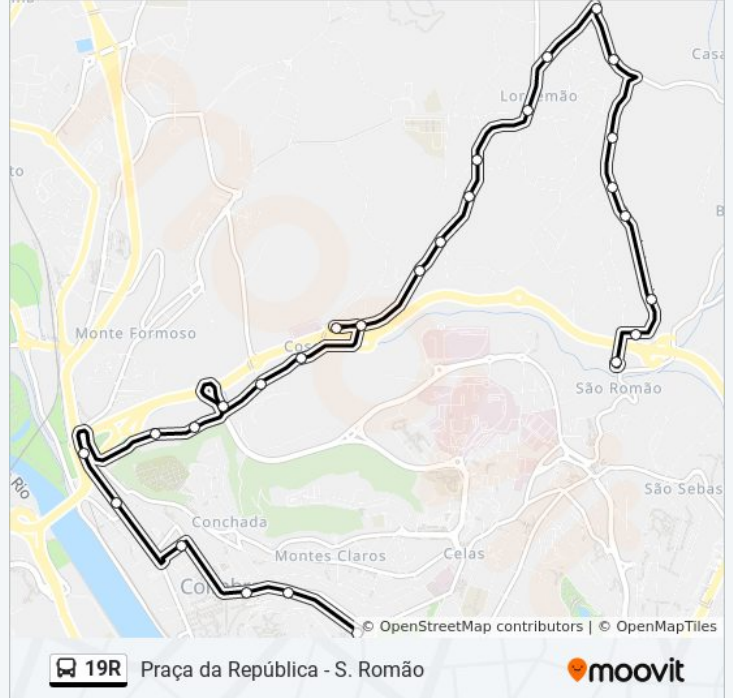 Casa
Lordemão
to
B
Monte Formoso
Cos
São Romão
Rio
São Sebas
Conchada
Montes Claros
Celas
Coimbr
© OpenStreetMap contributors | © OpenMapTiles
19R Praça da República - S. Romão
moovit